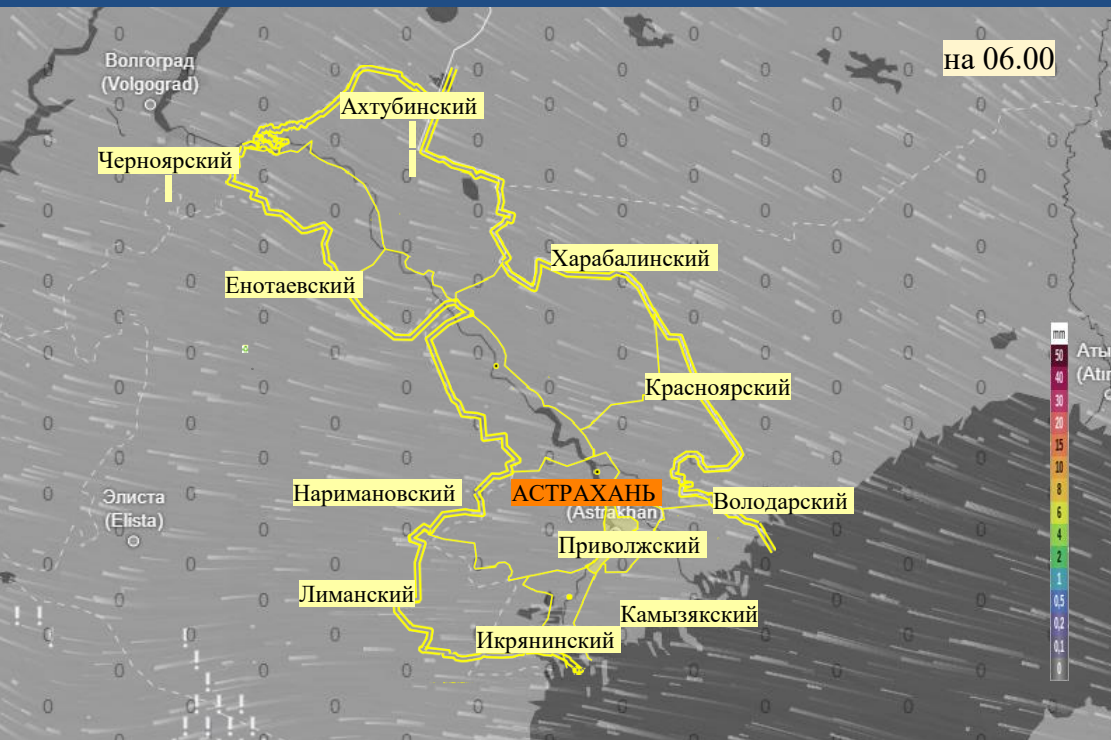 на 06.00
Волгоград
(Volgograd)
Ахтубинский
Черноярский
Харабалинский
Енотаевский
mm
50
40
30
20
15
10
8
6
4
2
1
0,5
0,2
0,1
0
Аты
(Atır
Красноярский
Элиста
(Elista)
Наримановский
АСТРАХАНЬ
(Astrakhan)
Володарский
Приволжский
Лиманский
Камызякский
Икрянинский